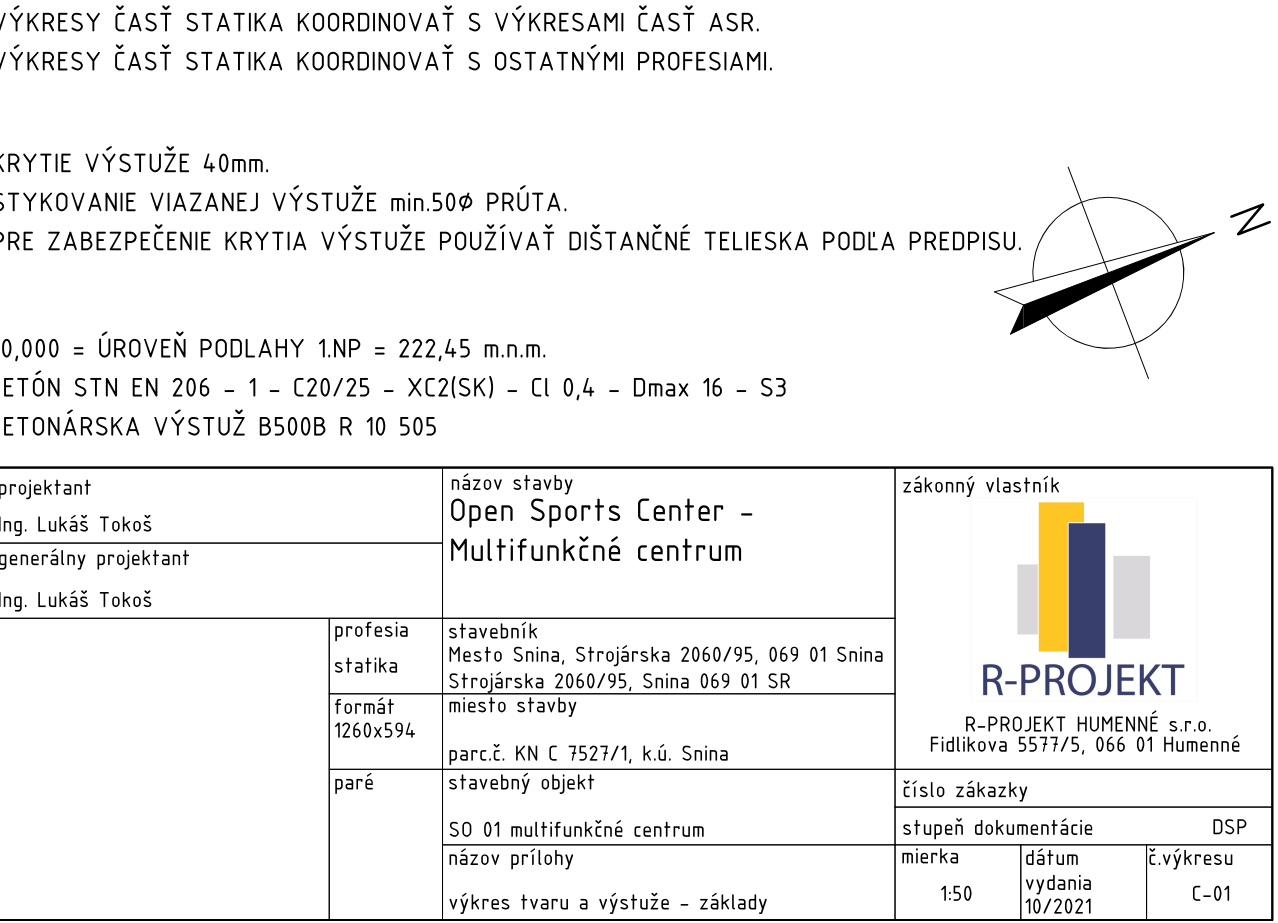 VÝKRESY ČASŤ STATIKA KOORDINOVAŤ S VÝKRESAMI ČASŤ ASR.
VÝKRESY ČASŤ STATIKA KOORDINOVAŤ S OSTATNÝMI PROFESIAMI.
KRYTIE VÝSTUŽE 40mm.
STYKOVANIE VIAZANEJ VÝSTUŽE min.50Ø PRÚTA.
PRE ZABEZPEČENIE KRYTIA VÝSTUŽE POUŽÍVAŤ DIŠTANČNÉ TELIESKA PODĽA PREDPISU.
N
0,000 = ÚROVEŇ PODLAHY 1.NP = 222,45 m.n.m.
ETÓN STN EN 206 - 1 - C20/25 - XC2(SK) - Cl 0,4 - Dmax 16 - S3
ETONÁRSKA VÝSTUŽ B500B R 10 505
projektant
Ing. Lukáš Tokoš
generálny projektant
Ing. Lukáš Tokoš
názov stavby
Open Sports Center -
Multifunkčné centrum
zákonný vlastník
R-PROJEKT
R-PROJEKT HUMENNÉ s.r.o.
Fidlikova 5577/5, 066 01 Humenné
profesia
statika
stavebník
Mesto Snina, Strojárska 2060/95, 069 01 Snina
Strojárska 2060/95, Snina 069 01 SR
formát
1260x594
miesto stavby
parc.č. KN C 7527/1, k.ú. Snina
paré
stavebný objekt
SO 01 multifunkčné centrum
číslo zákazky
stupeň dokumentácie DSP
názov prílohy
výkres tvaru a výstuže - základy
mierka
1:50
dátum
vydania
10/2021
č.výkresu
C-01